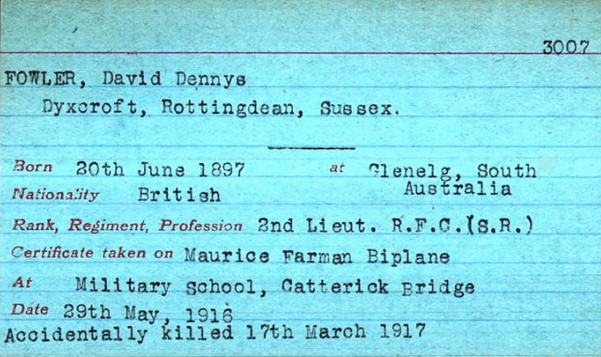 3007
FOWLER, David Dennys
Dyxcroft, Rottingdean, Sussex.
Born 20th June 1897 at Glenelg, South
Australia
Nationality British
Rank, Regiment, Profession 2nd Lieut. R.F.C.(S.R.)
Certificate taken on Maurice Farman Biplane
At Military School, Catterick Bridge
Date 29th May, 1916
Accidentally killed 17th March 1917